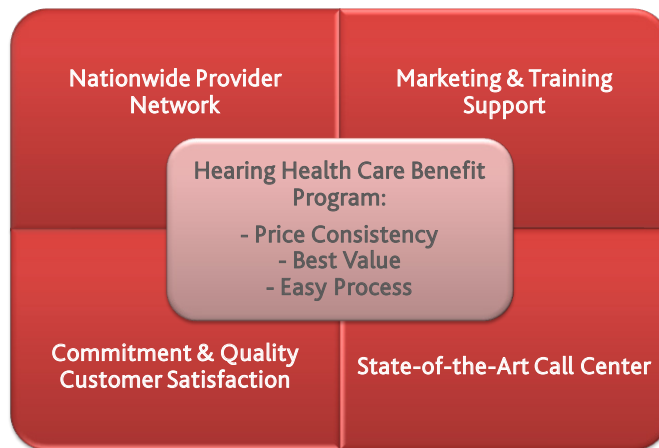 Nationwide Provider
Network
Marketing & Training
Support
Hearing Health Care Benefit
Program:
- Price Consistency
- Best Value
- Easy Process
Commitment & Quality
Customer Satisfaction
State-of-the-Art Call Center